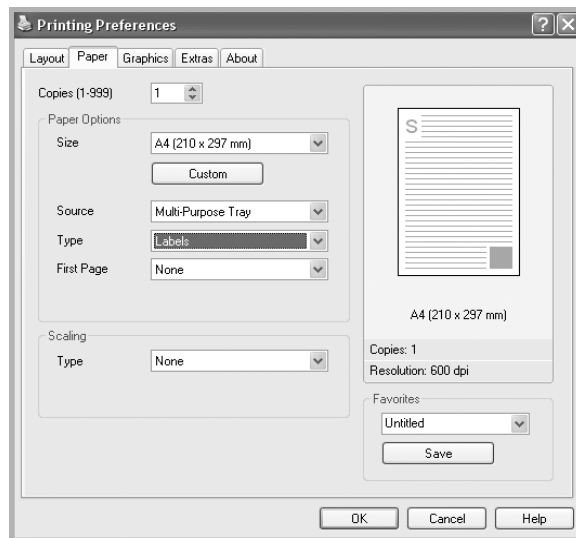 Printing Preferences
Layout Paper Graphics Extras About
Copies (1-999) 1
Paper Options
Size A4 (210 x 297 mm)
Custom
Source Multi-Purpose Tray
Type Labels
First Page None
Scaling
Type None
S
A4 (210 x 297 mm)
Copies: 1
Resolution: 600 dpi
Favorites
Untitled
Save
OK Cancel Help